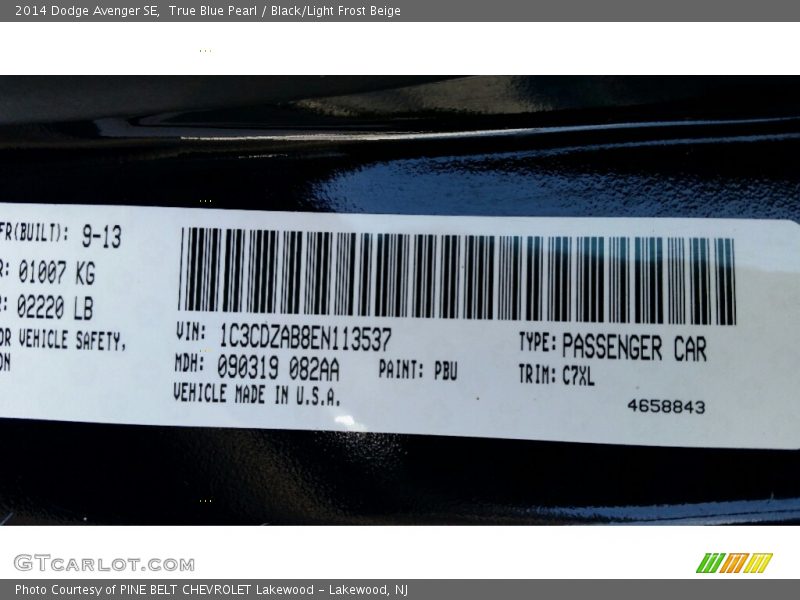 2014 Dodge Avenger SE,  True Blue Pearl / Black/Light Frost Beige
FR(BUILT): 9-13
R: 01007 KG
: 02220 LB
OR VEHICLE SAFETY,
ON
VIN: 1C3CDZAB8EN113537
TYPE: PASSENGER CAR
MDH: 090319 082AA
PAINT: PBU
TRIM: C7XL
VEHICLE MADE IN U.S.A.
4658843
GTCARLOT.COM
Photo Courtesy of PINE BELT CHEVROLET Lakewood - Lakewood, NJ